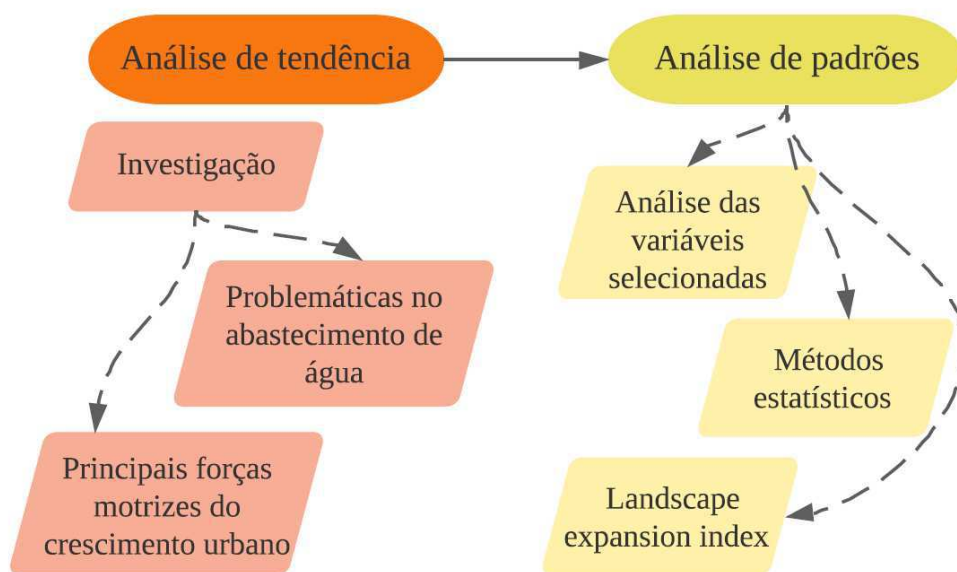 Análise de tendência
Análise de padrões
Investigação
Problemáticas no
abastecimento de
água
Principais forças
motrizes do
crescimento urbano
Análise das
variáveis
selecionadas
Métodos
estatísticos
Landscape
expansion index